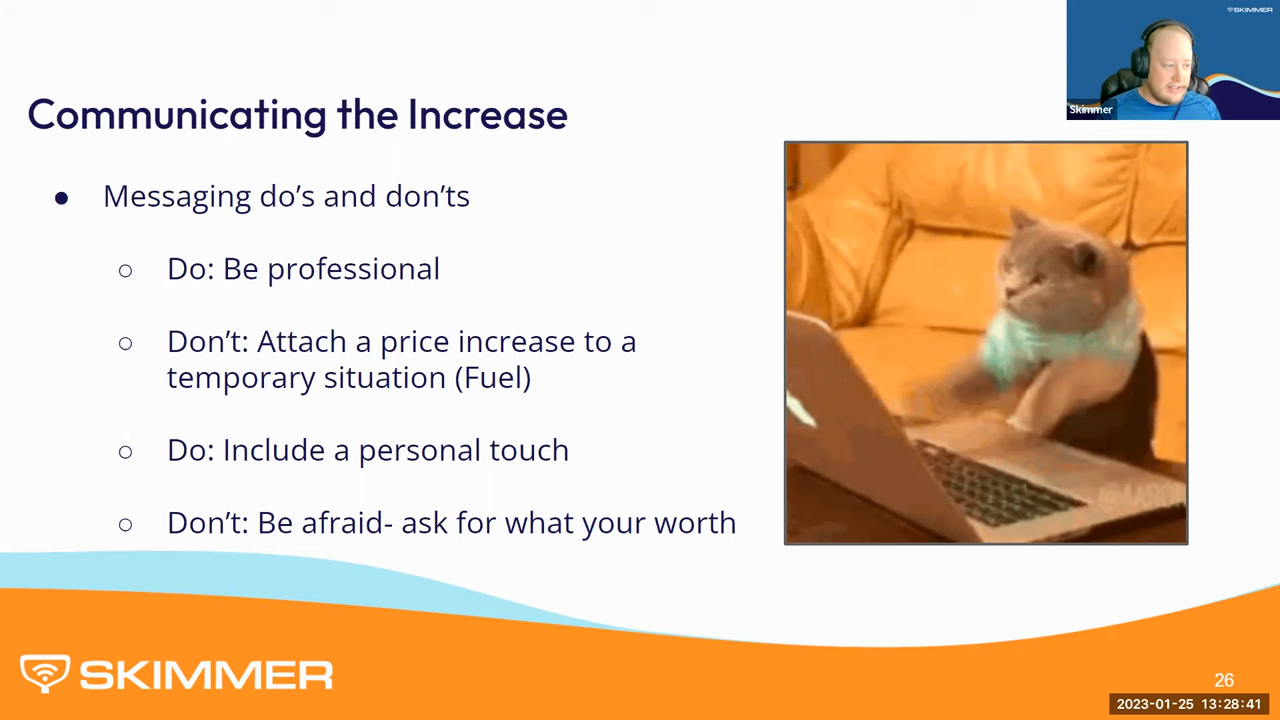 SKIMMER
Skimmer
Communicating the Increase
● Messaging do’s and don’ts
○ Do: Be professional
○ Don’t: Attach a price increase to a
temporary situation (Fuel)
○ Do: Include a personal touch
○ Don’t: Be afraid- ask for what your worth
SKIMMER
26
2023-01-25 13:28:41